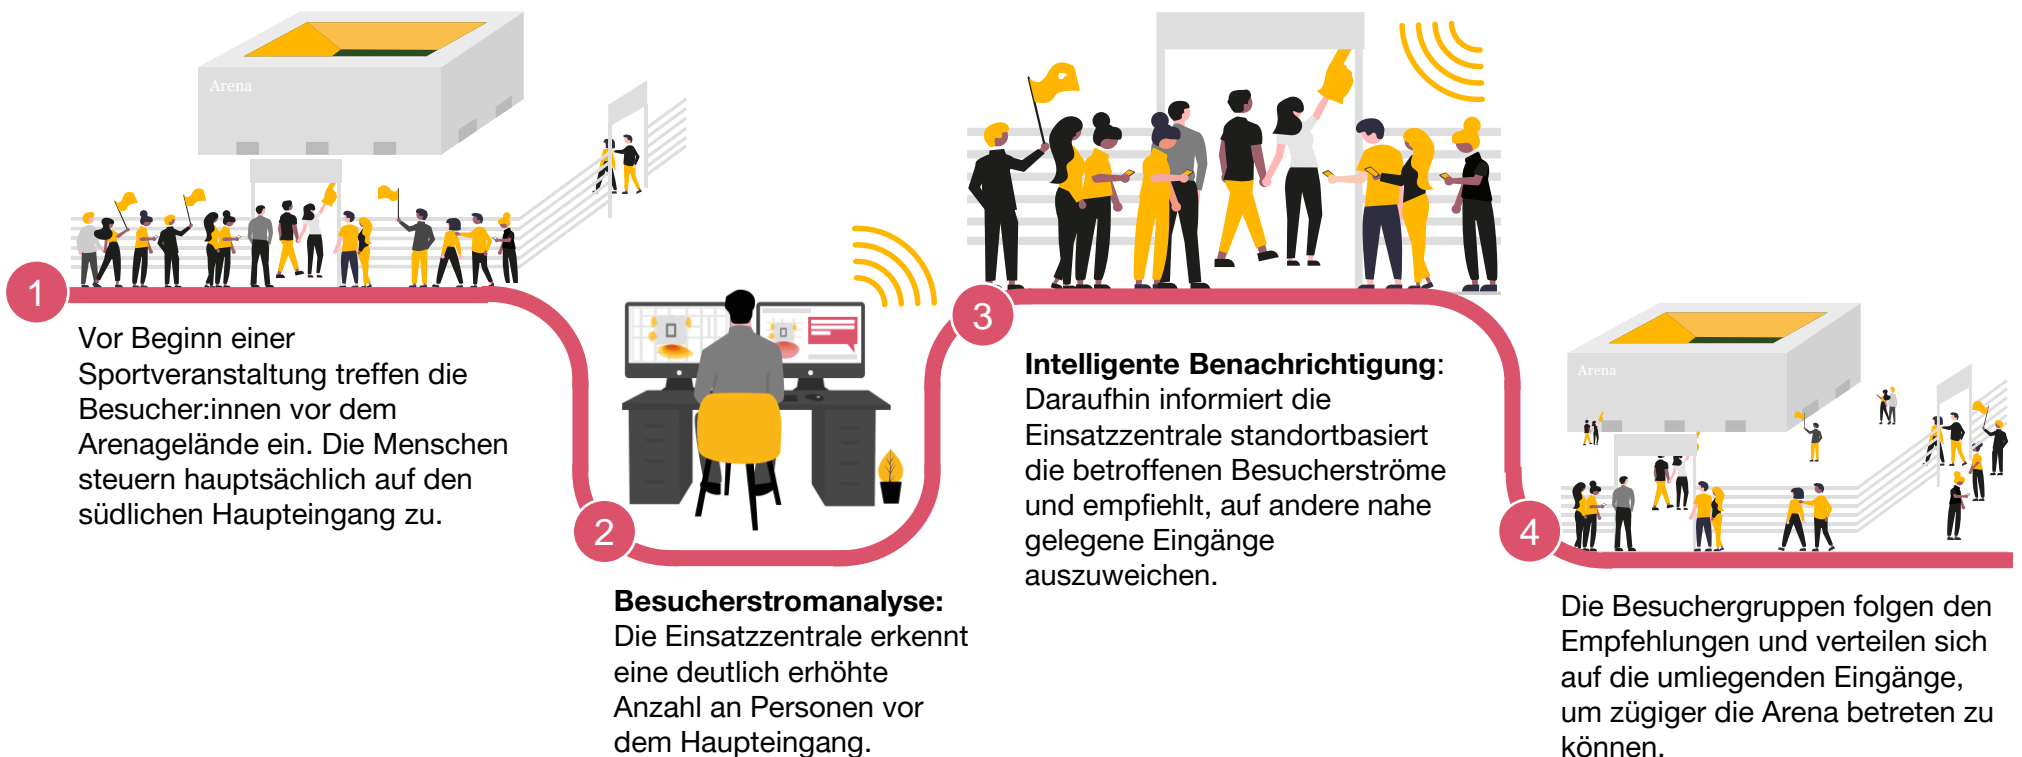 Arena
1
Vor Beginn einer
Sportveranstaltung treffen die
Besucher:innen vor dem
Arenagelände ein. Die Menschen
steuern hauptsächlich auf den
südlichen Haupteingang zu.
2
Besucherstromanalyse:
Die Einsatzzentrale erkennt
eine deutlich erhöhte
Anzahl an Personen vor
dem Haupteingang.
3
Intelligente Benachrichtigung:
Daraufhin informiert die
Einsatzzentrale standortbasiert
die betroffenen Besucherströme
und empfiehlt, auf andere nahe
gelegene Eingänge
auszuweichen.
Arena
4
Die Besuchergruppen folgen den
Empfehlungen und verteilen sich
auf die umliegenden Eingänge,
um zügiger die Arena betreten zu
können.